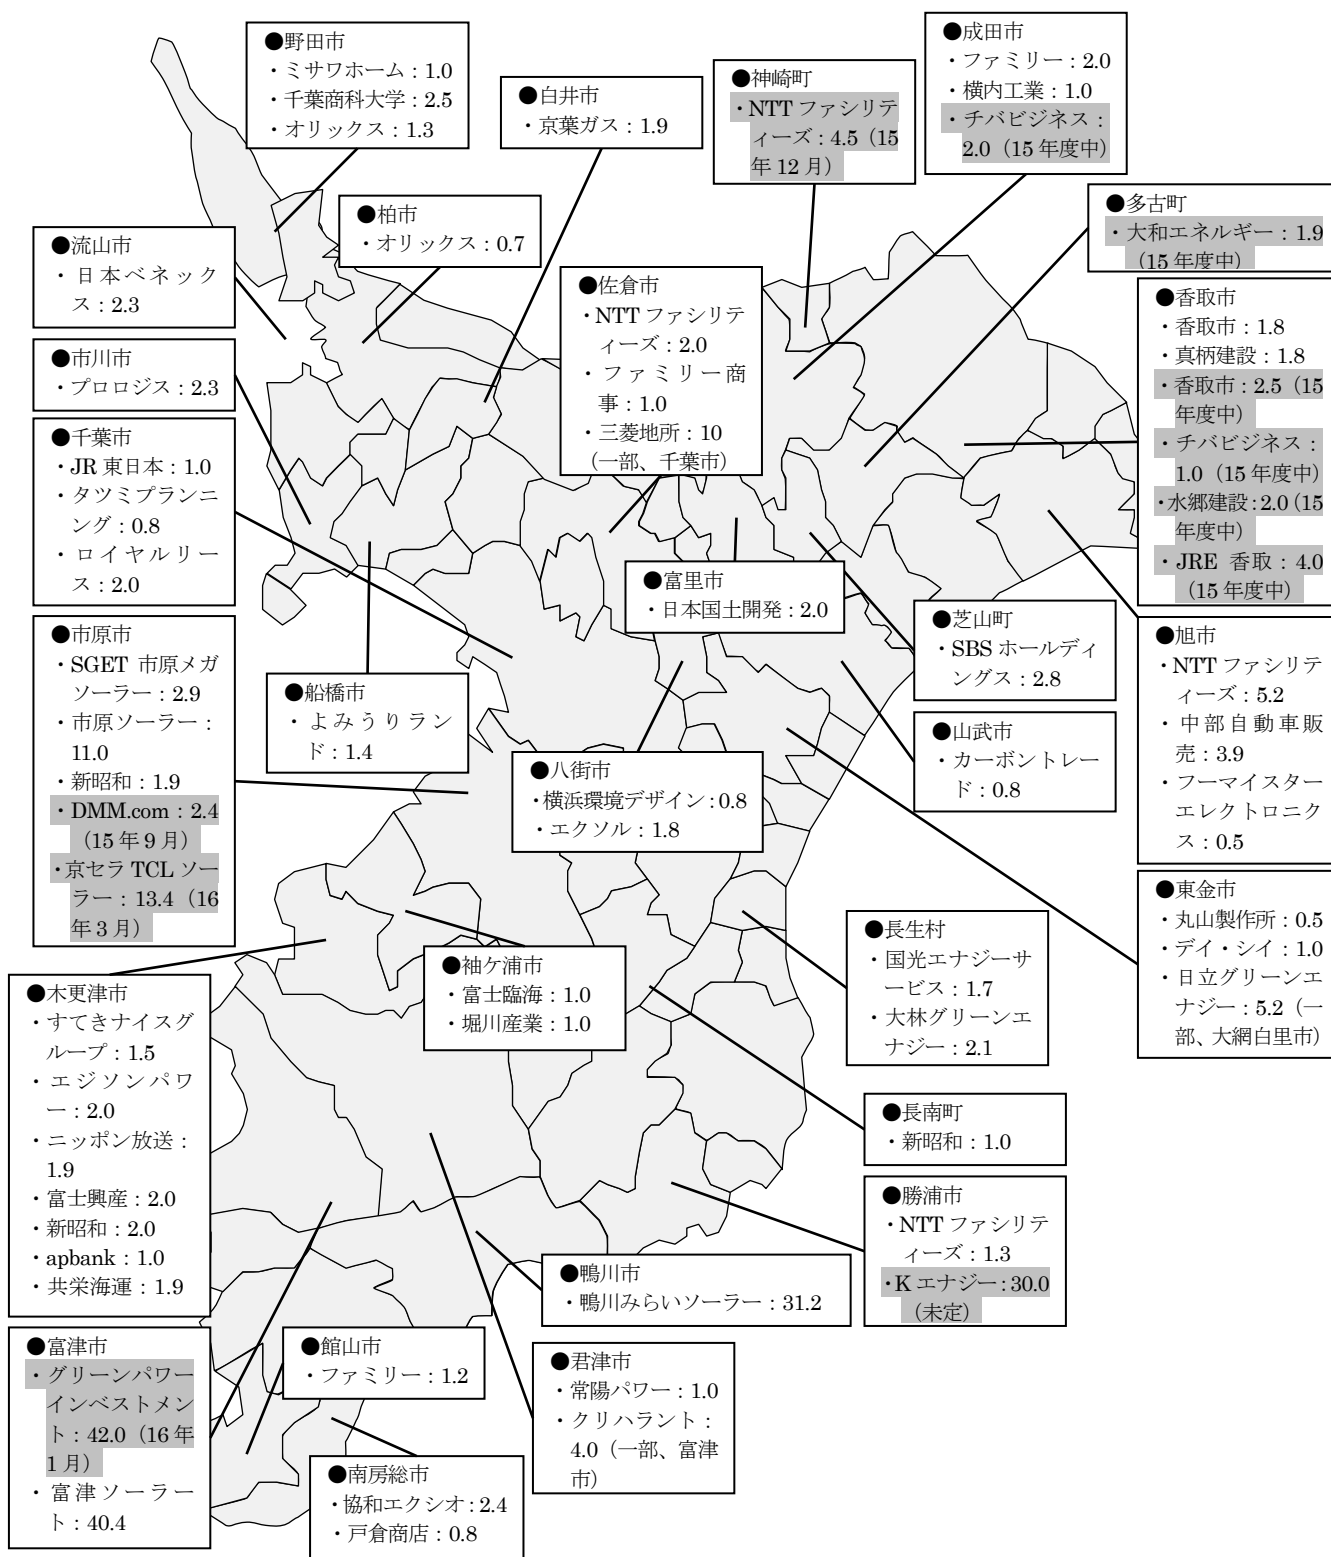 ●野田市
・ミサワホーム：1.0
・千葉商科大学：2.5
・オリックス：1.3
●白井市
・京葉ガス：1.9
●神崎町
・NTT ファシリテ
ィーズ：4.5（15
年 12 月）
●成田市
・ファミリー：2.0
・横内工業：1.0
・チバビジネス：
2.0（15 年度中）
●柏市
・オリックス：0.7
●多古町
・大和エネルギー：1.9
（15 年度中）
●流山市
・日本ベネック
ス：2.3
●佐倉市
・NTT ファシリテ
ィーズ：2.0
・ファミリー商
事：1.0
・三菱地所：10
（一部、千葉市）
●香取市
・香取市：1.8
・真柄建設：1.8
・香取市：2.5（15
年度中）
・チバビジネス：
1.0（15 年度中）
・水郷建設：2.0（15
年度中）
・JRE 香取：4.0
（15 年度中）
●市川市
・プロロジス：2.3
●千葉市
・JR 東日本：1.0
・タツミプランニ
ング：0.8
・ロイヤルリー
ス：2.0
●富里市
・日本国土開発：2.0
●芝山町
・SBS ホールディ
ングス：2.8
●旭市
・NTT ファシリテ
ィーズ：5.2
・中部自動車販
売：3.9
・フーマイスター
エレクトロニク
ス：0.5
●市原市
・SGET 市原メガ
ソーラー：2.9
・市原ソーラー：
11.0
・新昭和：1.9
・DMM.com：2.4
（15 年 9 月）
・京セラ TCL ソー
ラー：13.4（16
年 3 月）
●船橋市
・よみうりラン
ド：1.4
●山武市
・カーボントレー
ド：0.8
●八街市
・横浜環境デザイン：0.8
・エクソル：1.8
●東金市
・丸山製作所：0.5
・デイ・シイ：1.0
・日立グリーンエ
ナジー：5.2（一
部、大網白里市）
●長生村
・国光エナジーサ
ービス：1.7
・大林グリーンエ
ナジー：2.1
●袖ケ浦市
・富士臨海：1.0
・堀川産業：1.0
●木更津市
・すてきナイスグ
ループ：1.5
・エジソンパワ
ー：2.0
・ニッポン放送：
1.9
・富士興産：2.0
・新昭和：2.0
・apbank：1.0
・共栄海運：1.9
●長南町
・新昭和：1.0
●勝浦市
・NTT ファシリテ
ィーズ：1.3
・K エナジー：30.0
（未定）
●鴨川市
・鴨川みらいソーラー：31.2
●富津市
・グリーンパワー
インベストメン
ト：42.0（16 年
1 月）
・富津ソーラー
ト：40.4
●館山市
・ファミリー：1.2
●君津市
・常陽パワー：1.0
・クリハラント：
4.0（一部、富津
市）
●南房総市
・協和エクシオ：2.4
・戸倉商店：0.8